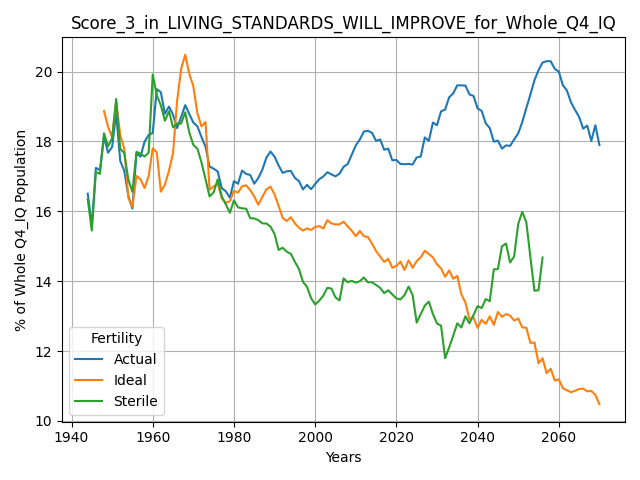 Score_3_in_LIVING_STANDARDS_WILL_IMPROVE_for_Whole_Q4_IQ
% of Whole Q4_IQ Population
20
18
16
14
12
10
Fertility
Actual
Ideal
Sterile
1940 1960 1980 2000 2020 2040 2060
Years